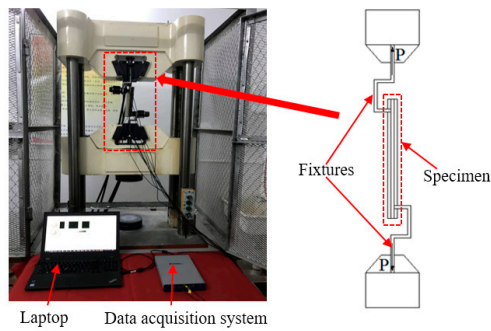 P
Fixtures
Specimen
P
Laptop
Data acquisition system